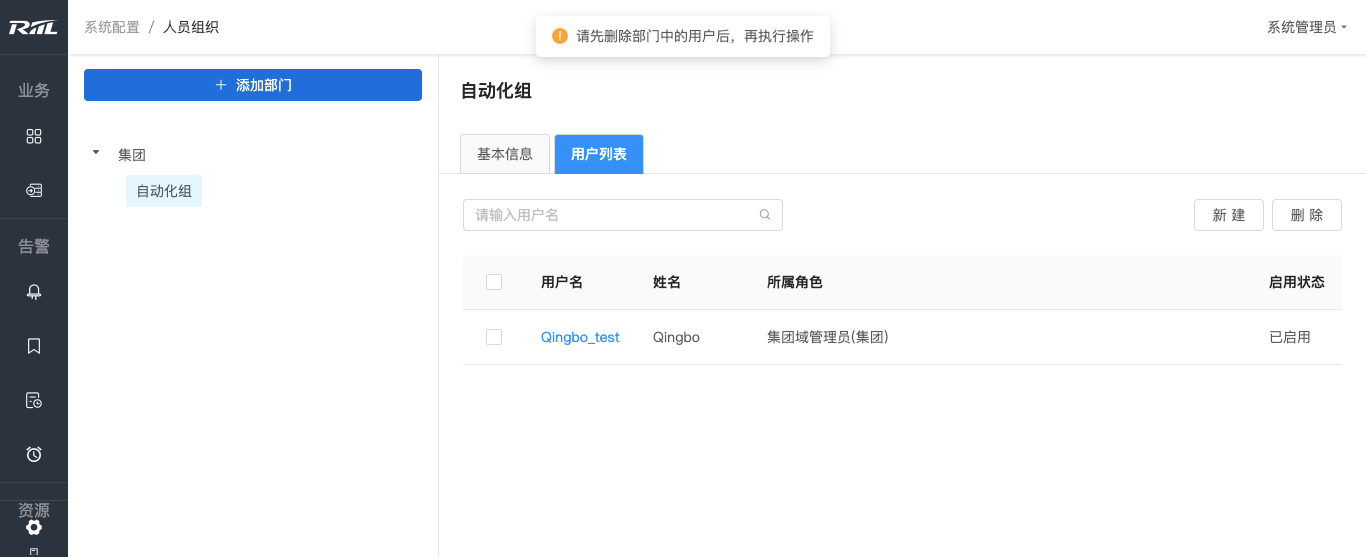 RIIL
系统配置 / 人员组织
请先删除部门中的用户后，再执行操作
系统管理员
业务
告警
资源
+ 添加部门
集团
自动化组
自动化组
基本信息 用户列表
请输入用户名
新 建 删 除
用户名 姓名 所属角色 启用状态
Qingbo_test Qingbo 集团域管理员(集团) 已启用